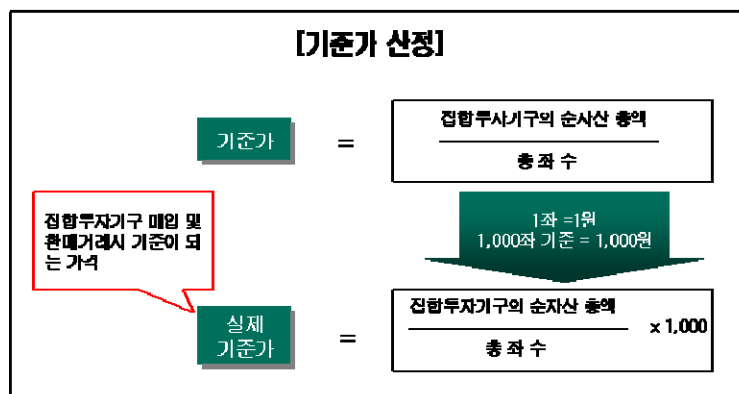 [기준가 산정]
기준가
=
집합투자기구의 순자산 총액
총 좌 수
1좌 =1원
1,000좌 기준 = 1,000원
집합투자기구 매입 및
환매거래시 기준이 되
는 가격
실제
기준가
=
집합투자기구의 순자산 총액
총 좌 수
x 1,000